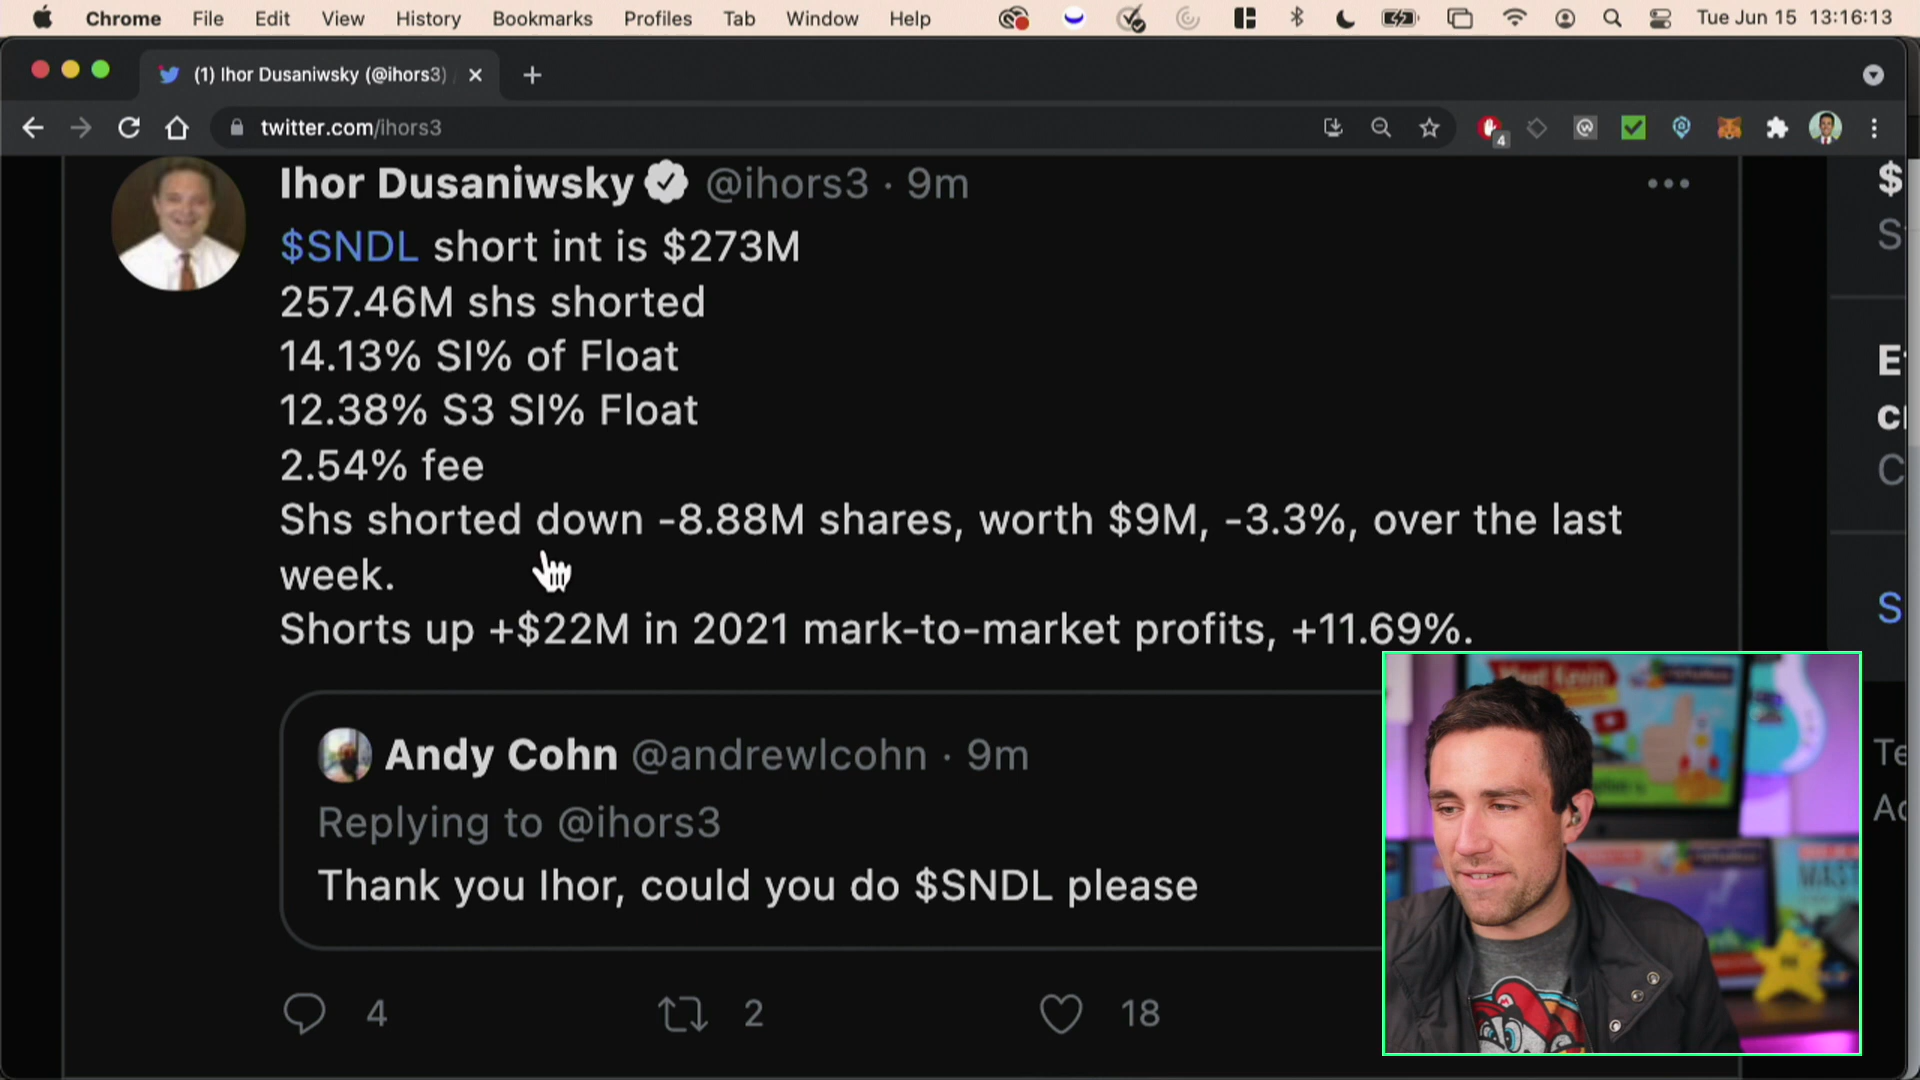 Chrome File Edit View History Bookmarks Profiles Tab Window Help Tue Jun 15 13:16:13
(1) Ihor Dusaniwsky (@ihors3)
twitter.com/ihors3
4
Ihor Dusaniwsky @ihors3 · 9m
$SNDL short int is $273M
257.46M shs shorted
14.13% SI% of Float
12.38% S3 SI% Float
2.54% fee
Shs shorted down -8.88M shares, worth $9M, -3.3%, over the last
week.
Shorts up +$22M in 2021 mark-to-market profits, +11.69%.
Andy Cohn @andrewlcohn · 9m
Replying to @ihors3
Thank you Ihor, could you do $SNDL please
4 2 18
Meet Kevin